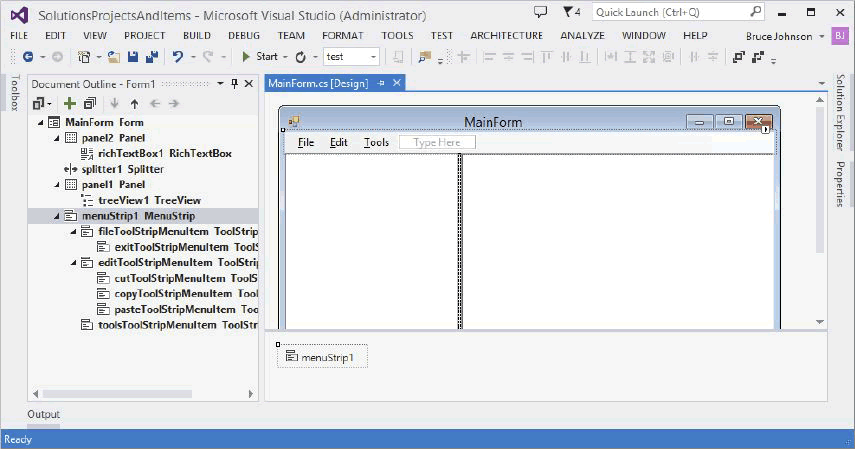 SolutionsProjectsAndItems - Microsoft Visual Studio (Administrator)
4
Quick Launch (Ctrl+Q)
FILE EDIT VIEW PROJECT BUILD DEBUG TEAM FORMAT TOOLS TEST ARCHITECTURE ANALYZE WINDOW HELP
Bruce Johnson
BJ
Start
test
Toolbox
Document Outline - Form1
MainForm Form
panel2 Panel
richTextBox1 RichTextBox
splitter1 Splitter
panel1 Panel
treeView1 TreeView
menuStrip1 MenuStrip
fileToolStripMenuItem ToolStrip
exitToolStripMenuItem ToolS
editToolStripMenuItem ToolStrip
cutToolStripMenuItem ToolSt
copyToolStripMenuItem Too
pasteToolStripMenuItem To
toolsToolStripMenuItem ToolStr
MainForm.cs [Design]
MainForm
File Edit Tools Type Here
menuStrip1
Solution Explorer
Properties
Output
Ready